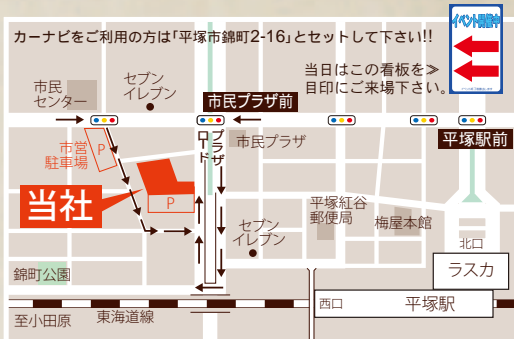 カーナビをご利用の方は「平塚市錦町2-16」とセットして下さい!!
イベント開催中
当日はこの看板を≫
目印にご来場下さい。
市民
センター
セブン
イレブン
市民プラザ前
平塚駅前
市営
駐車場
P
プラザ
ロード
市民プラザ
当社
P
平塚紅谷
郵便局
梅屋本館
セブン
イレブン
北口
ラスカ
錦町公園
西口
平塚駅
至小田原
東海道線